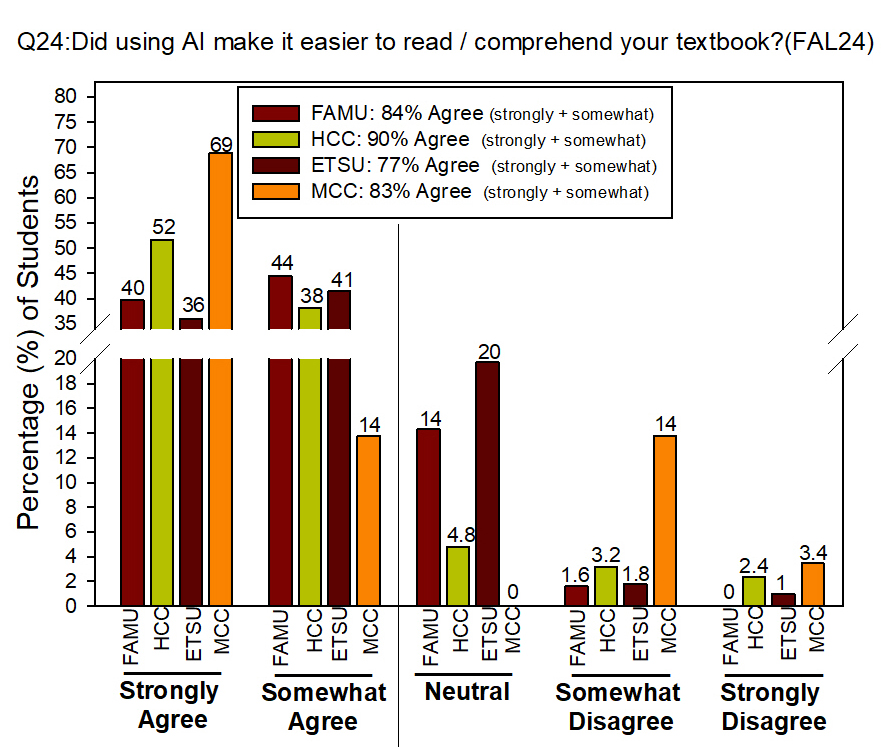 Q24:Did using AI make it easier to read / comprehend your textbook?(FAL24)
FAMU: 84% Agree (strongly + somewhat)
HCC: 90% Agree (strongly + somewhat)
ETSU: 77% Agree (strongly + somewhat)
MCC: 83% Agree (strongly + somewhat)
Percentage (%) of Students
80
75
70
65
60
55
50
45
40
35
20
18
16
14
12
10
8
6
4
2
0
40
52
36
69
44
38
41
14
14
4.8
20
0
1.6
3.2
1.8
14
0
2.4
1
3.4
FAMU
HCC
ETSU
MCC
FAMU
HCC
ETSU
MCC
FAMU
HCC
ETSU
MCC
FAMU
HCC
ETSU
MCC
FAMU
HCC
ETSU
MCC
Strongly
Agree
Somewhat
Agree
Neutral
Somewhat
Disagree
Strongly
Disagree